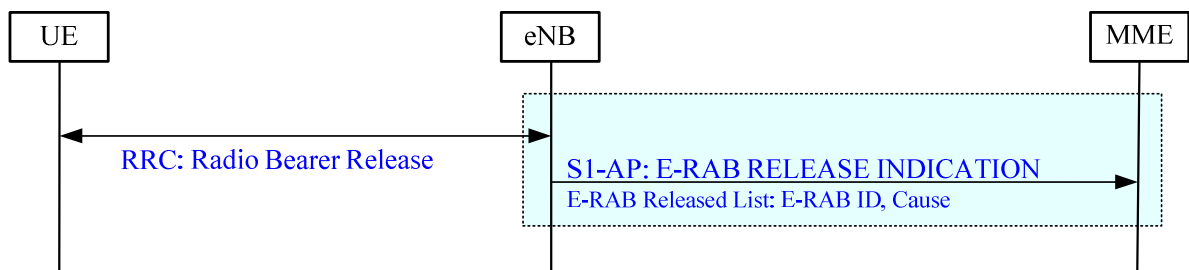 UE
eNB
MME
RRC: Radio Bearer Release
S1-AP: E-RAB RELEASE INDICATION
E-RAB Released List: E-RAB ID, Cause